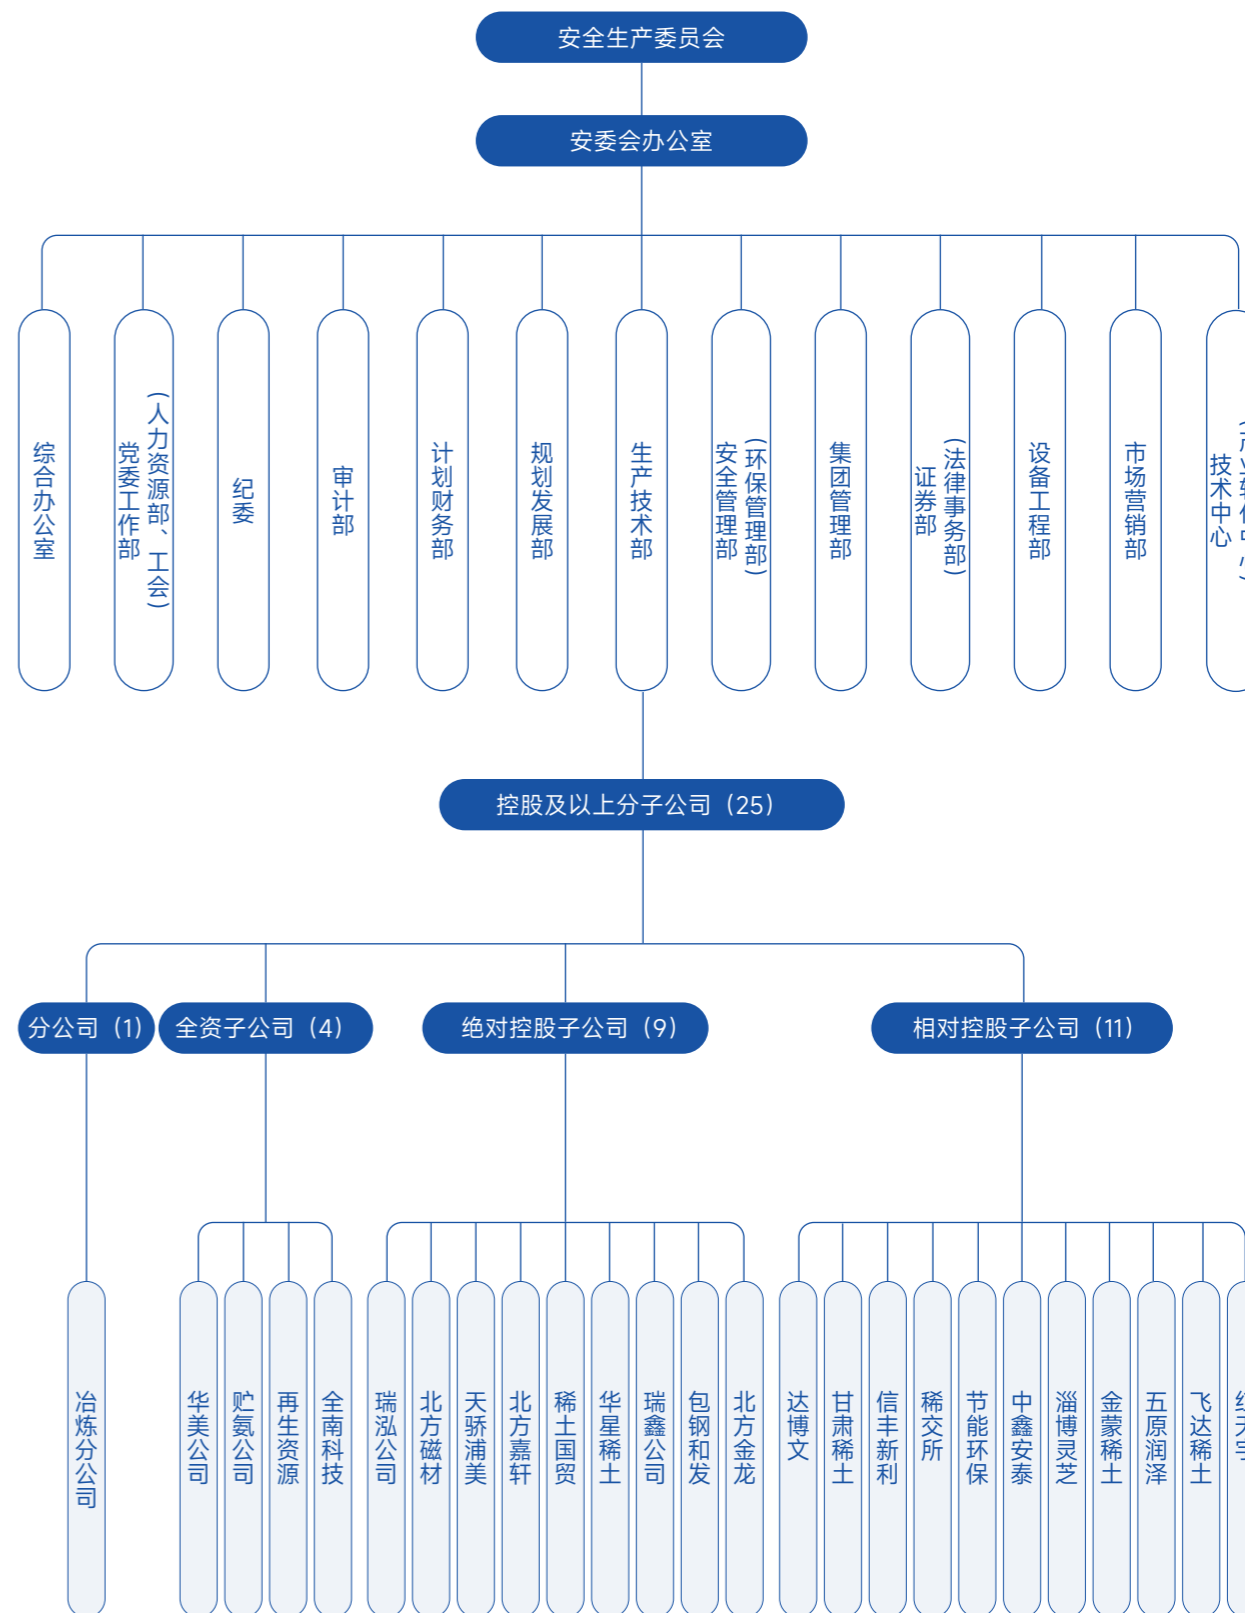 安全生产委员会
安委会办公室
综合办公室
党委工作部
(人力资源部、工会)
纪委
审计部
计划财务部
规划发展部
生产技术部
安全管理部
(环保管理部)
集团管理部
证券部
(法律事务部)
设备工程部
市场营销部
技术中心
控股及以上分子公司（25）
分公司（1）
全资子公司（4）
绝对控股子公司（9）
相对控股子公司（11）
冶炼分公司
华美公司
贮氨公司
再生资源
全南科技
瑞泓公司
北方磁材
天骄浦美
北方嘉轩
稀土国贸
华星稀土
瑞鑫公司
包钢和发
北方金龙
达博文
甘肃稀土
信丰新利
稀交所
节能环保
中鑫安泰
淄博灵芝
金蒙稀土
五原润泽
飞达稀土